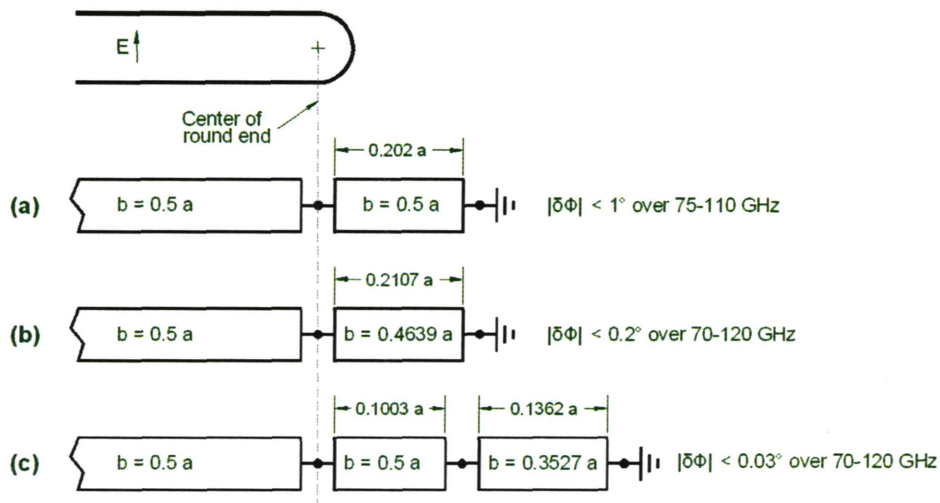 E
Center of
round end
0.202 a
(a)
b = 0.5 a
b = 0.5 a
|δΦ| < 1° over 75-110 GHz
0.2107 a
(b)
b = 0.5 a
b = 0.4639 a
|δΦ| < 0.2° over 70-120 GHz
0.1003 a
0.1362 a
(c)
b = 0.5 a
b = 0.5 a
b = 0.3527 a
|δΦ| < 0.03° over 70-120 GHz